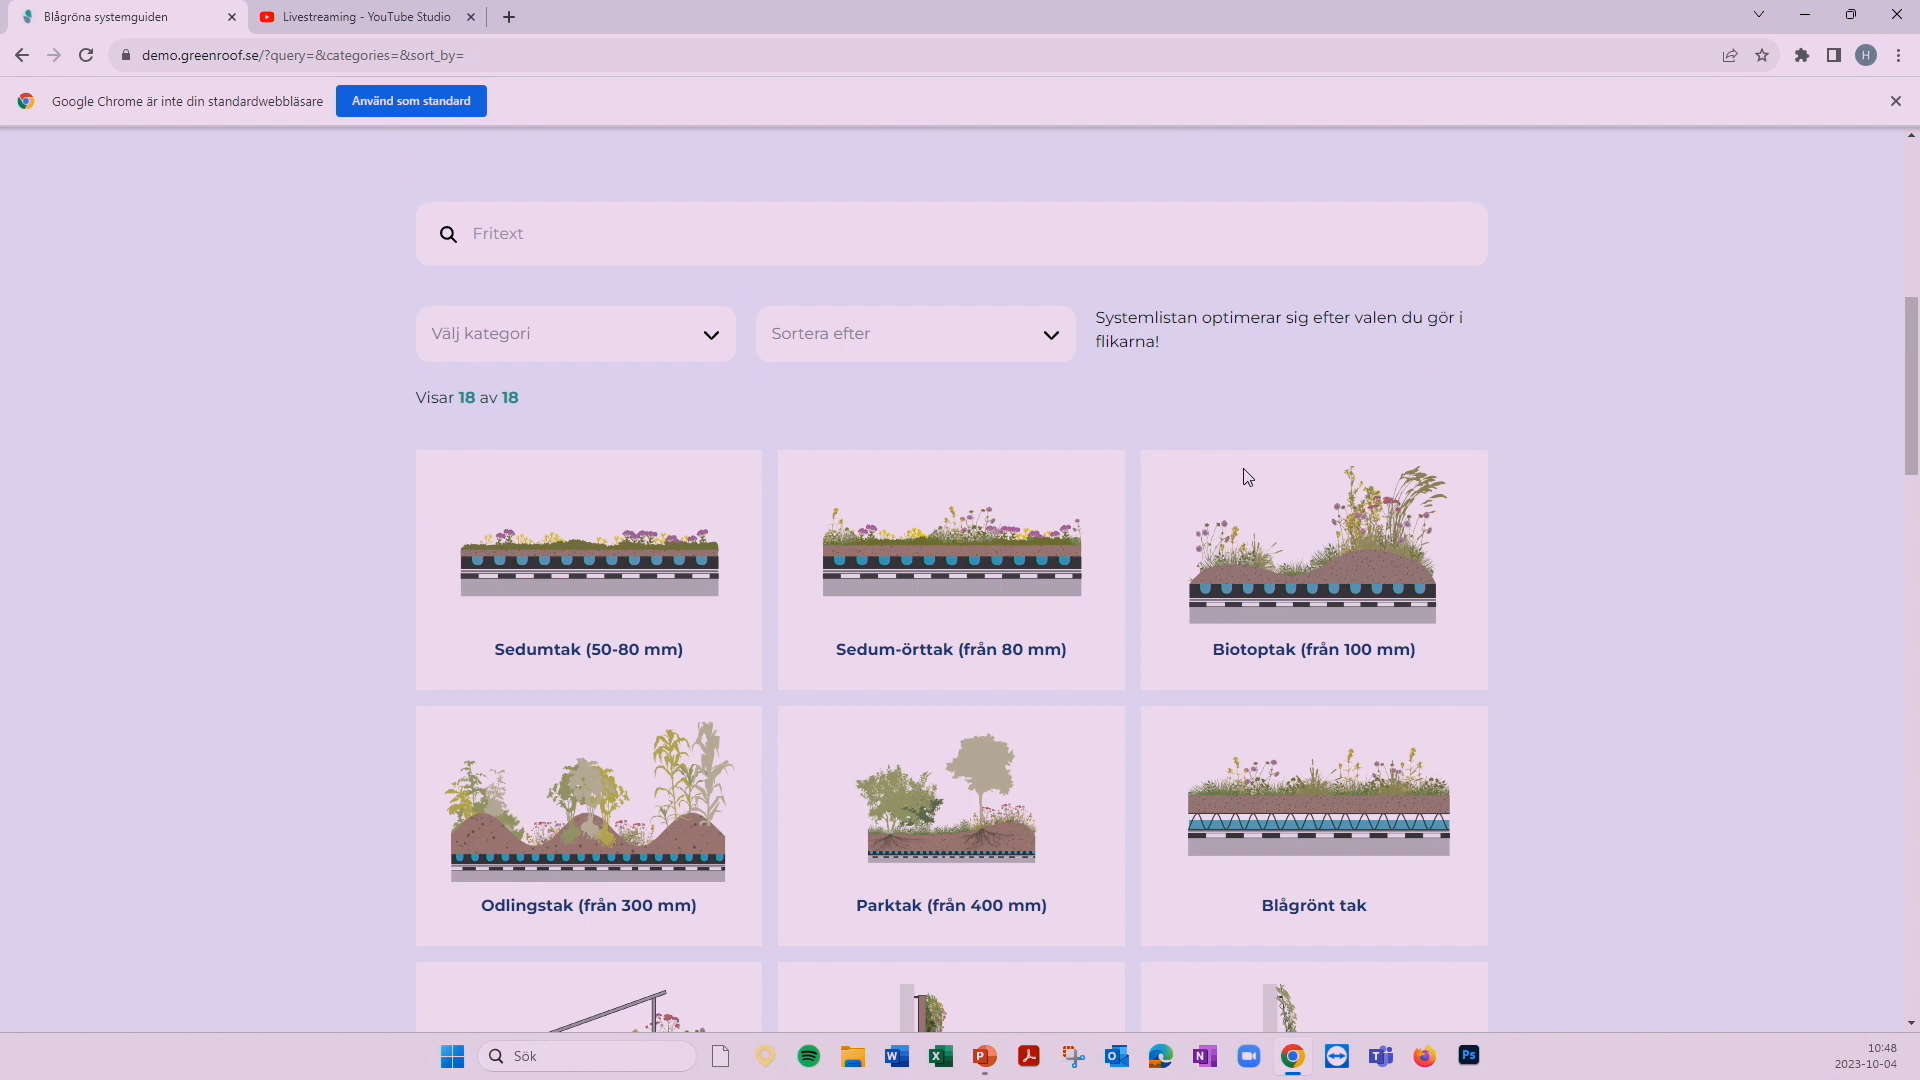 Blågröna systemguiden
Livestreaming - YouTube Studio
demo.greenroof.se/?query=&categories=&sort_by=
H
Google Chrome är inte din standardwebbläsare
Använd som standard
Fritext
Välj kategori
Sortera efter
Systemlistan optimerar sig efter valen du gör i
flikarna!
Visar 18 av 18
Sedumtak (50-80 mm)
Sedum-örttak (från 80 mm)
Biotoptak (från 100 mm)
Odlingstak (från 300 mm)
Parktak (från 400 mm)
Blågrönt tak
Sök
10:48
2023-10-04